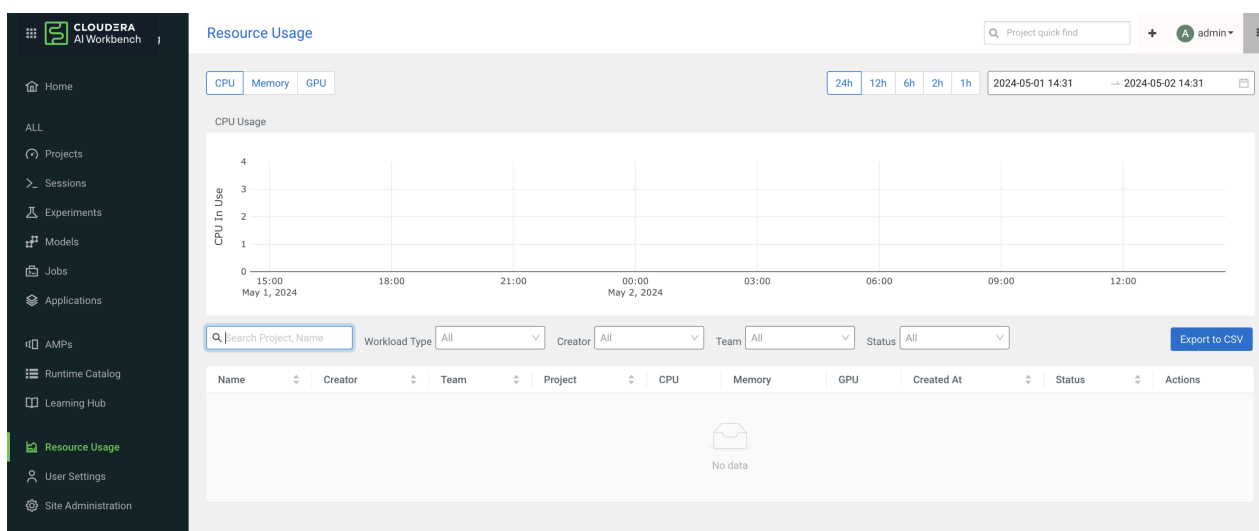 CLOUDERA
AI Workbench
Resource Usage
Project quick find
+
A admin
Home
ALL
Projects
Sessions
Experiments
Models
Jobs
Applications
AMPs
Runtime Catalog
Learning Hub
Resource Usage
User Settings
Site Administration
CPU Memory GPU
24h 12h 6h 2h 1h 2024-05-01 14:31 → 2024-05-02 14:31
CPU Usage
CPU In Use
4
3
2
1
0
15:00 18:00 21:00 00:00 03:00 06:00 09:00 12:00
May 1, 2024 May 2, 2024
Search Project, Name Workload Type All Creator All Team All Status All Export to CSV
Name Creator Team Project CPU Memory GPU Created At Status Actions
No data